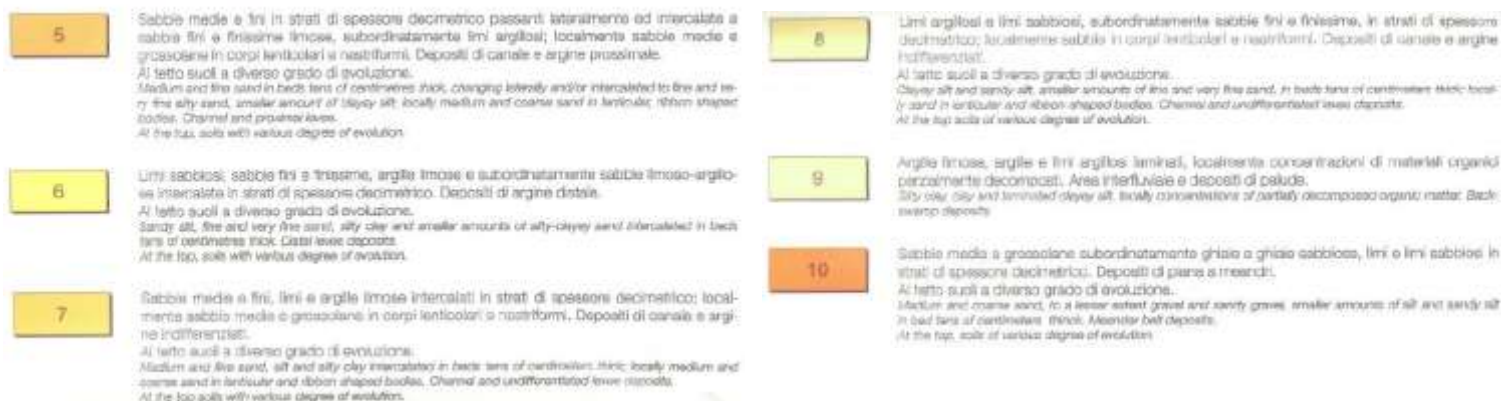 5
Sabbie medie e fini in strati di spessore decimetrico passanti lateralmente ed intercalate a
sabbie fini e finissime limose, subordinatamente limi argillosi; localmente sabbie medie e
grossolane in corpi lenticolari e nastriformi. Depositi di canale e argine prossimale.
Al tetto suoli a diverso grado di evoluzione.
Medium and fine sand in beds tens of centimetres thick, changing laterally and/or intercalated to fine and ve-
ry fine silty sand, smaller amount of clayey silt; locally medium and coarse sand in lenticular, ribbon shaped
bodies. Channel and proximal levee.
At the top, soils with various degree of evolution.
6
Limi sabbiosi, sabbie fini e finissime, argille limose e subordinatamente sabbie limoso-argillo-
se intercalate in strati di spessore decimetrico. Depositi di argine distale.
Al tetto suoli a diverso grado di evoluzione.
Sandy silt, fine and very fine sand, silty clay and smaller amounts of silty-clayey sand intercalated in beds
tens of centimetres thick. Distal levee deposits.
At the top, soils with various degree of evolution.
7
Sabbie medie e fini, limi e argille limose intercalati in strati di spessore decimetrico; local-
mente sabbie medie e grossolane in corpi lenticolari e nastriformi. Depositi di canale e argi-
ne indifferenziati.
Al tetto suoli a diverso grado di evoluzione.
Medium and fine sand, silt and silty clay intercalated in beds tens of centimeters thick; locally medium and
coarse sand in lenticular and ribbon shaped bodies. Channel and undifferentiated levee deposits.
At the top soils with various degree of evolution.
8
Limi argillosi e limi sabbiosi, subordinatamente sabbie fini e finissime, in strati di spessore
decimetrico; localmente sabbie in corpi lenticolari e nastriformi. Depositi di canale e argine
indifferenziati.
Al tetto suoli a diverso grado di evoluzione.
Clayey silt and sandy silt, smaller amounts of fine and very fine sand, in beds tens of centimeters thick; local-
ly sand in lenticular and ribbon shaped bodies. Channel and undifferentiated levee deposits.
At the top soils of various degree of evolution.
9
Argille limose, argille e limi argillosi laminati, localmente concentrazioni di materiali organici
parzialmente decomposti. Area interfluviale e depositi di palude.
Silty clay, clay and laminated clayey silt, locally concentrations of partially decomposed organic matter. Back-
swamp deposits.
10
Sabbie medie e grossolane subordinatamente ghiaie e ghiaie sabbiose, limi e limi sabbiosi in
strati di spessore decimetrico. Depositi di piana a meandri.
Al tetto suoli a diverso grado di evoluzione.
Medium and coarse sand, to a lesser extent gravel and sandy gravel, smaller amounts of silt and sandy silt
in bed tens of centimeters thick. Meander belt deposits.
At the top, soils of various degree of evolution.